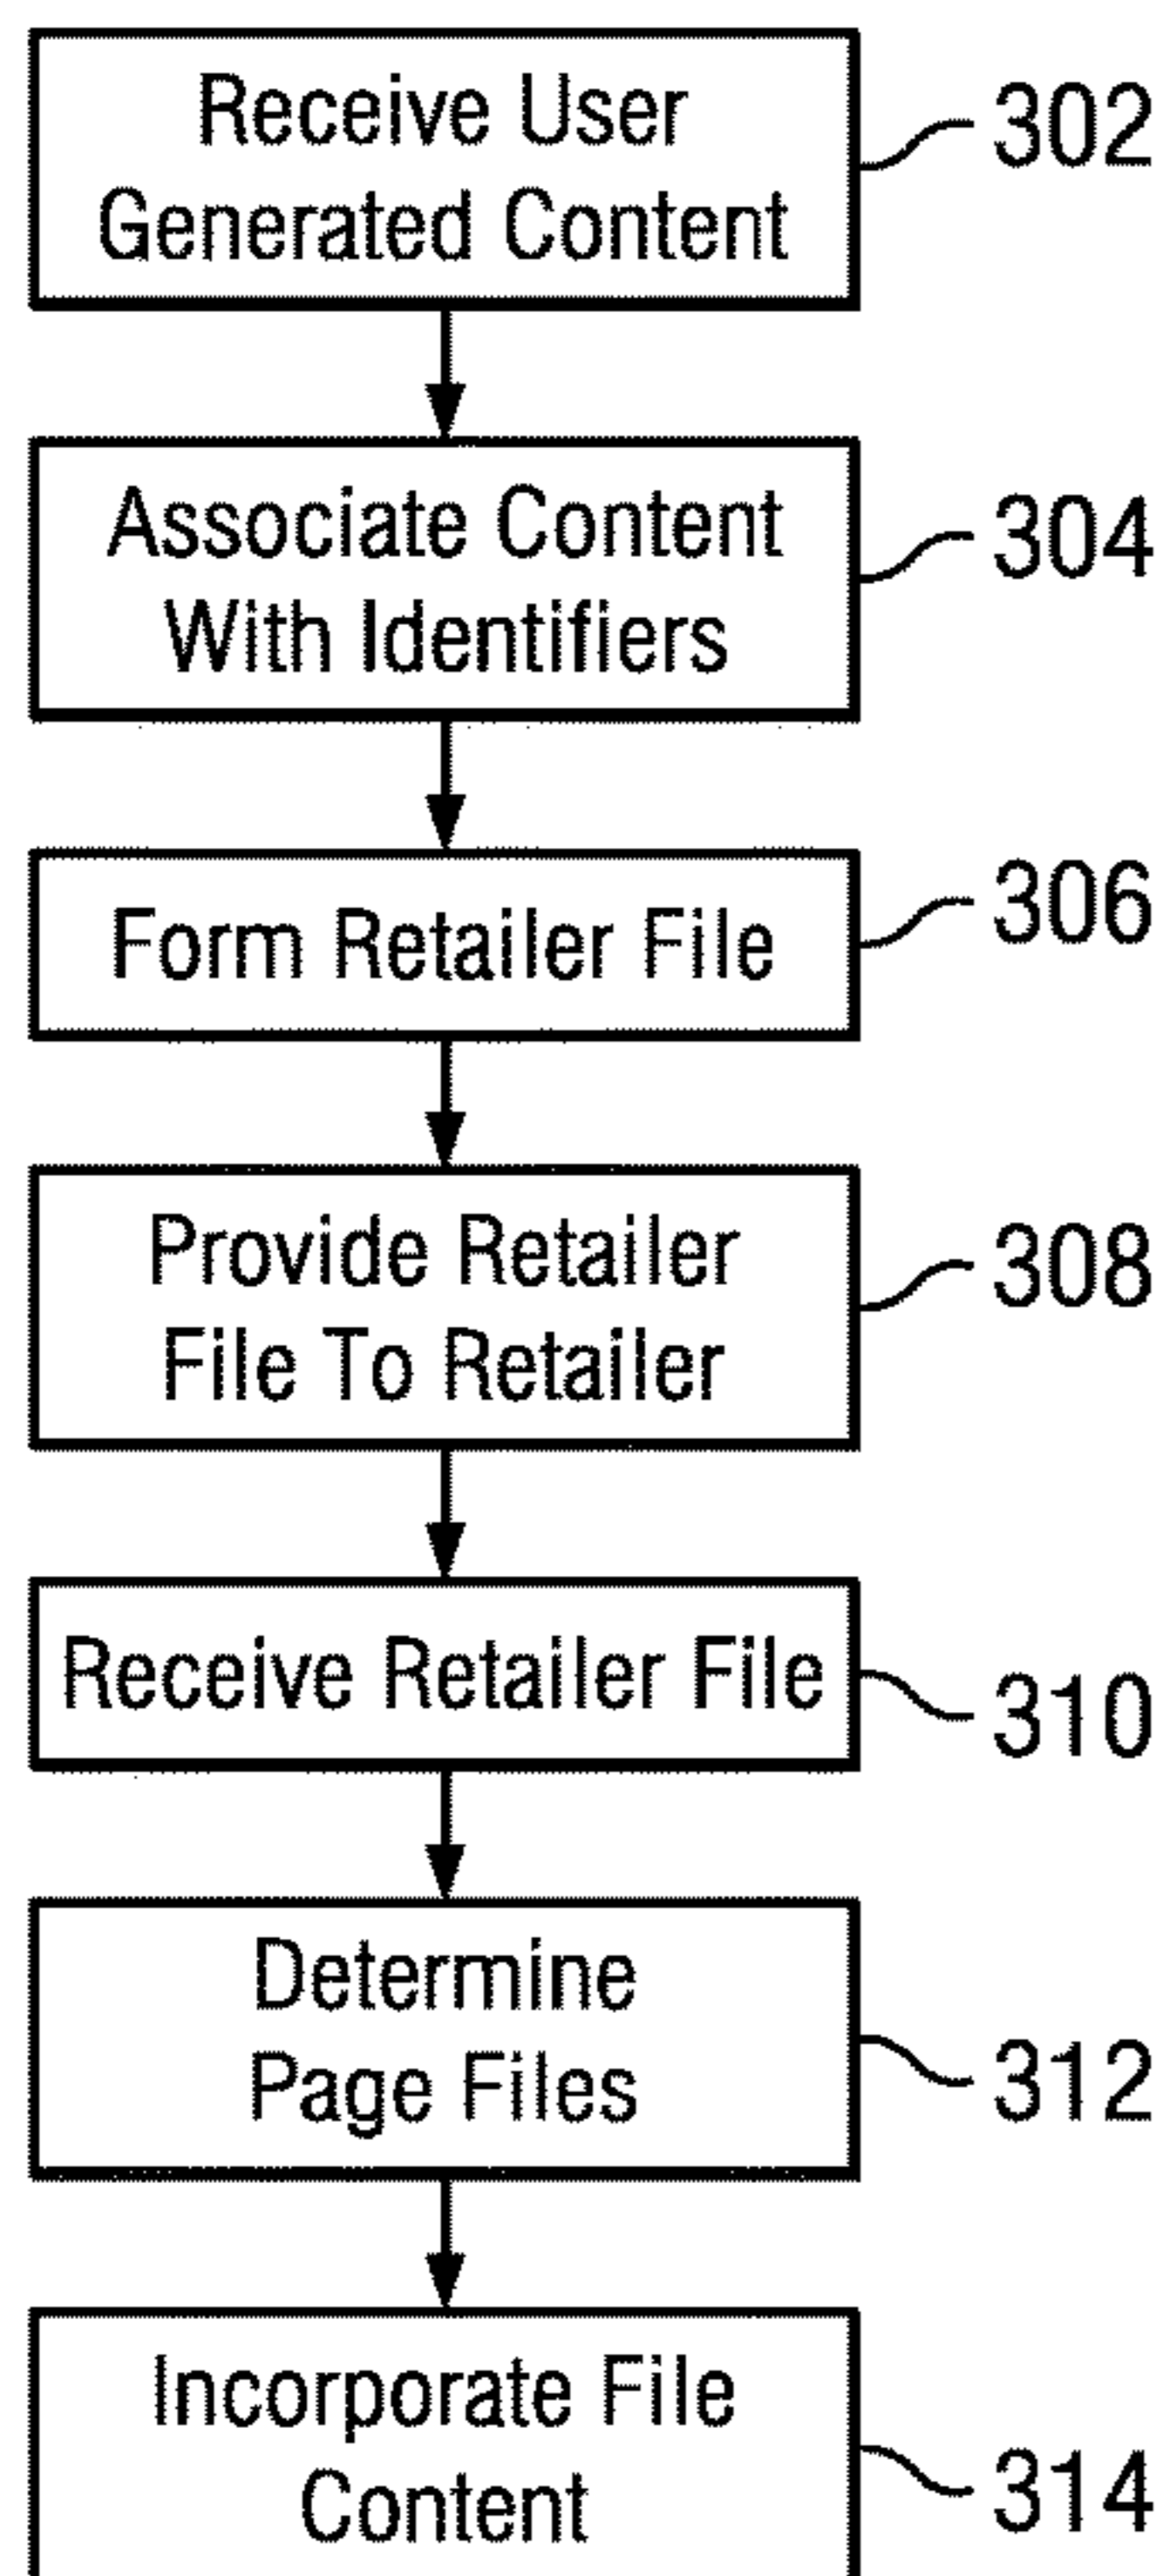 Receive User
Generated Content
302
Associate Content
With Identifiers
304
Form Retailer File
306
Provide Retailer
File To Retailer
308
Receive Retailer File
310
Determine
Page Files
312
Incorporate File
Content
314